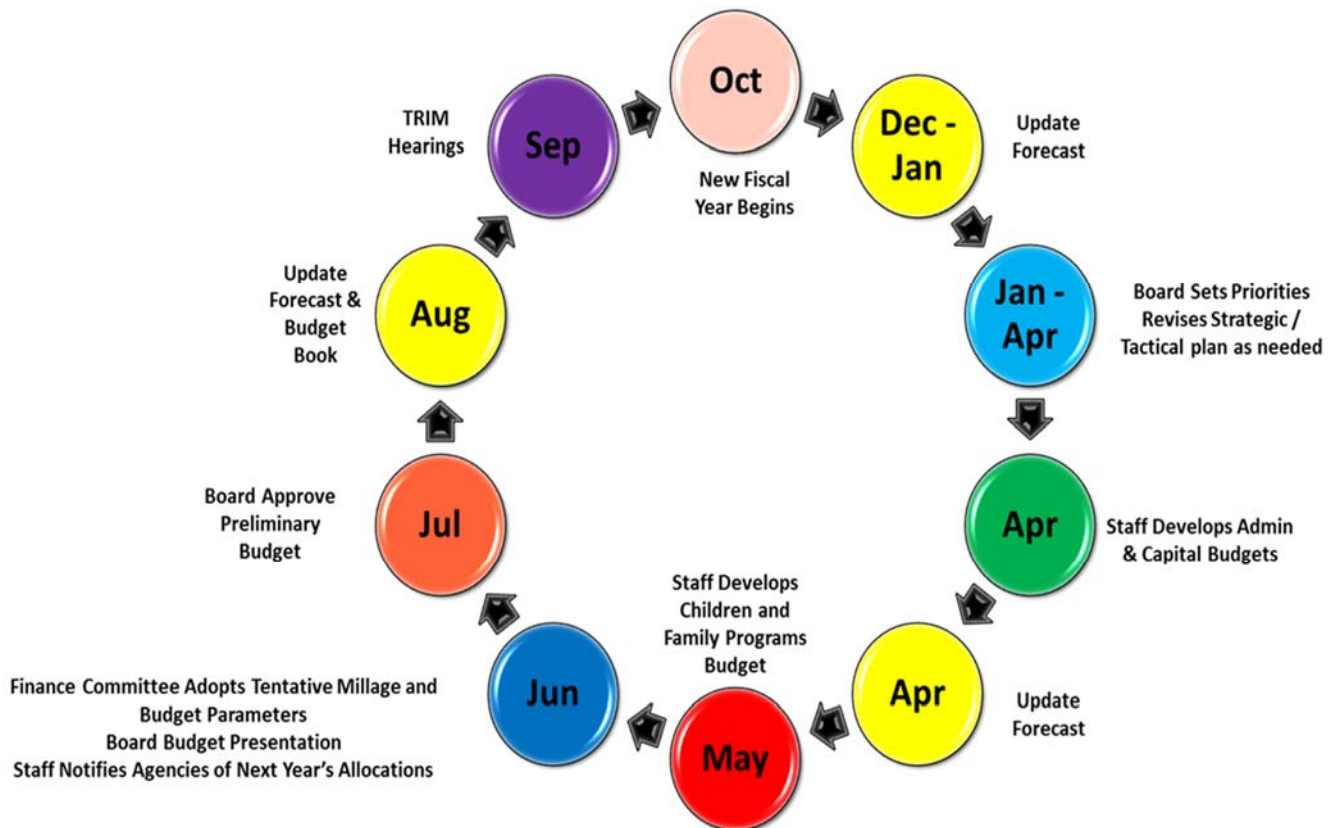 Oct
New Fiscal
Year Begins
Dec -
Jan
Update
Forecast
Jan -
Apr
Board Sets Priorities
Revises Strategic /
Tactical plan as needed
Apr
Staff Develops Admin
& Capital Budgets
Apr
Update
Forecast
May
Staff Develops
Children and
Family Programs
Budget
Jun
Finance Committee Adopts Tentative Millage and
Budget Parameters
Board Budget Presentation
Staff Notifies Agencies of Next Year's Allocations
Jul
Board Approve
Preliminary
Budget
Aug
Update
Forecast &
Budget
Book
Sep
TRIM
Hearings